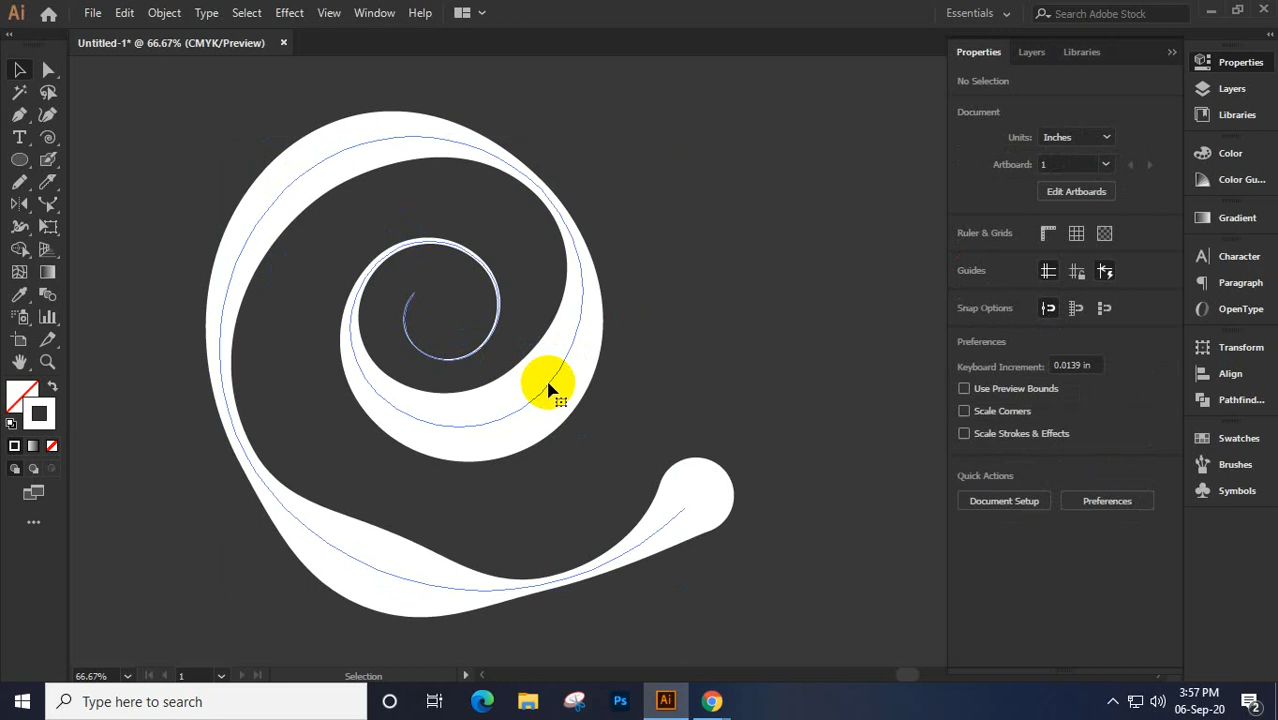 Ai File Edit Object Type Select Effect View Window Help Essentials Search Adobe Stock
Untitled-1* @ 66.67% (CMYK/Preview)
Properties Layers Libraries
No Selection
Document
Units: Inches
Artboard: 1
Edit Artboards
Ruler & Grids
Guides
Snap Options
Preferences
Keyboard Increment: 0.0139 in
Use Preview Bounds
Scale Corners
Scale Strokes & Effects
Quick Actions
Document Setup Preferences
Properties
Layers
Libraries
Color
Color Gu...
Gradient
Character
Paragraph
OpenType
Transform
Align
Pathfind...
Swatches
Brushes
Symbols
66.67% 1 Selection
Type here to search
Ps Ai
3:57 PM
06-Sep-20
2